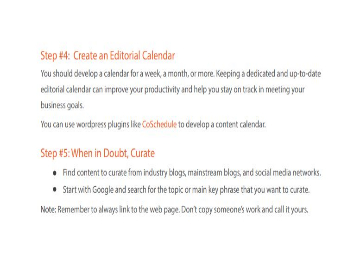 Step #4: Create an Editorial Calendar
You should develop a calendar for a week, a month, or more. Keeping a dedicated and up-to-date
editorial calendar can improve your productivity and help you stay on track in meeting your
business goals.
You can use wordpress plugins like CoSchedule to develop a content calendar.
Step #5: When in Doubt, Curate
● Find content to curate from industry blogs, mainstream blogs, and social media networks.
● Start with Google and search for the topic or main key phrase that you want to curate.
Note: Remember to always link to the web page. Don't copy someone's work and call it yours.